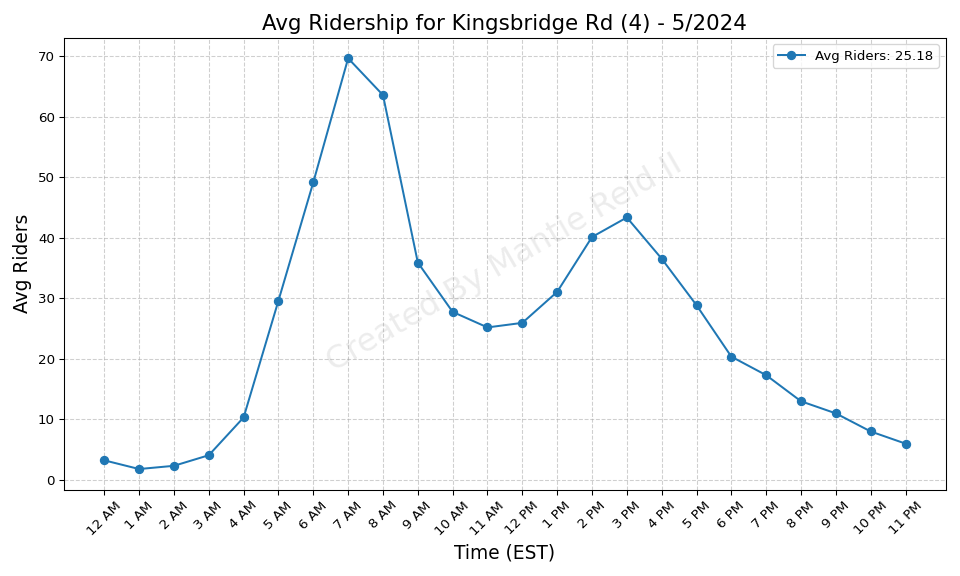 Avg Ridership for Kingsbridge Rd (4) - 5/2024
Avg Riders: 25.18
70
60
50
40
30
20
10
0
Avg Riders
Created By Mantie Reid II
12 AM
1 AM
2 AM
3 AM
4 AM
5 AM
6 AM
7 AM
8 AM
9 AM
10 AM
11 AM
12 PM
1 PM
2 PM
3 PM
4 PM
5 PM
6 PM
7 PM
8 PM
9 PM
10 PM
11 PM
Time (EST)